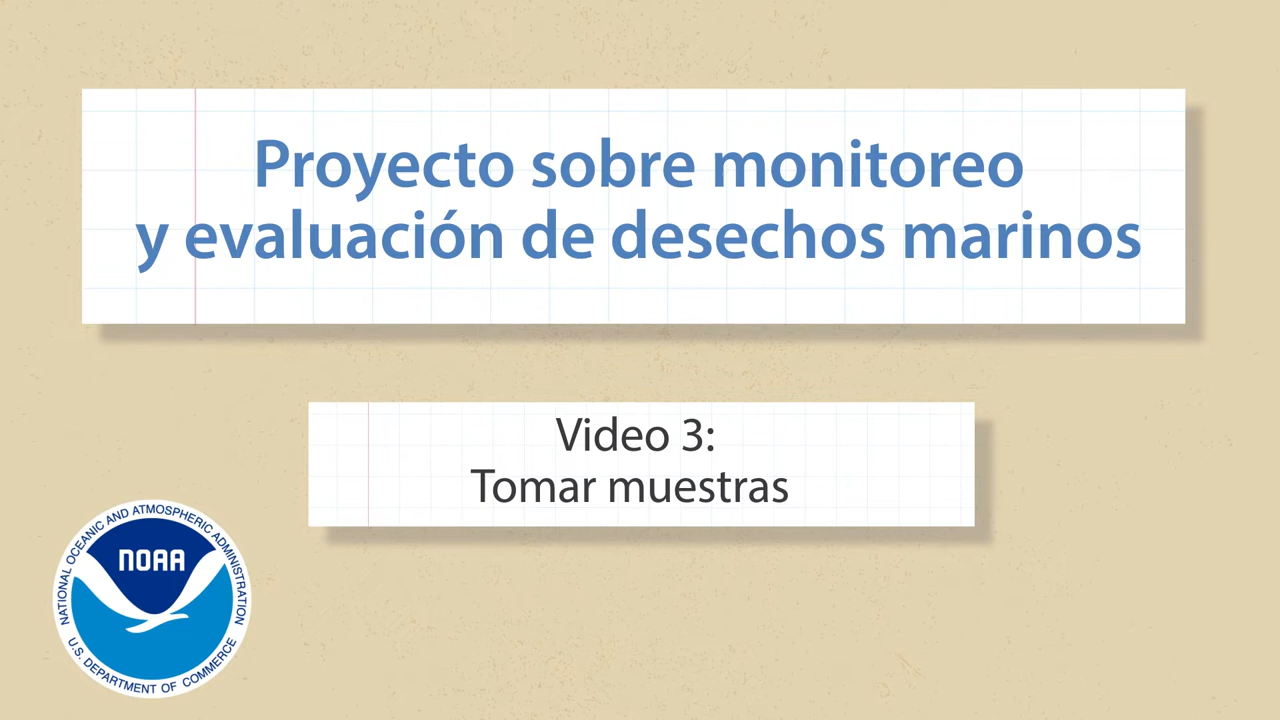 Proyecto sobre monitoreo
y evaluación de desechos marinos
Video 3:
Tomar muestras
NATIONAL OCEANIC AND ATMOSPHERIC ADMINISTRATION
NOAA
U.S. DEPARTMENT OF COMMERCE